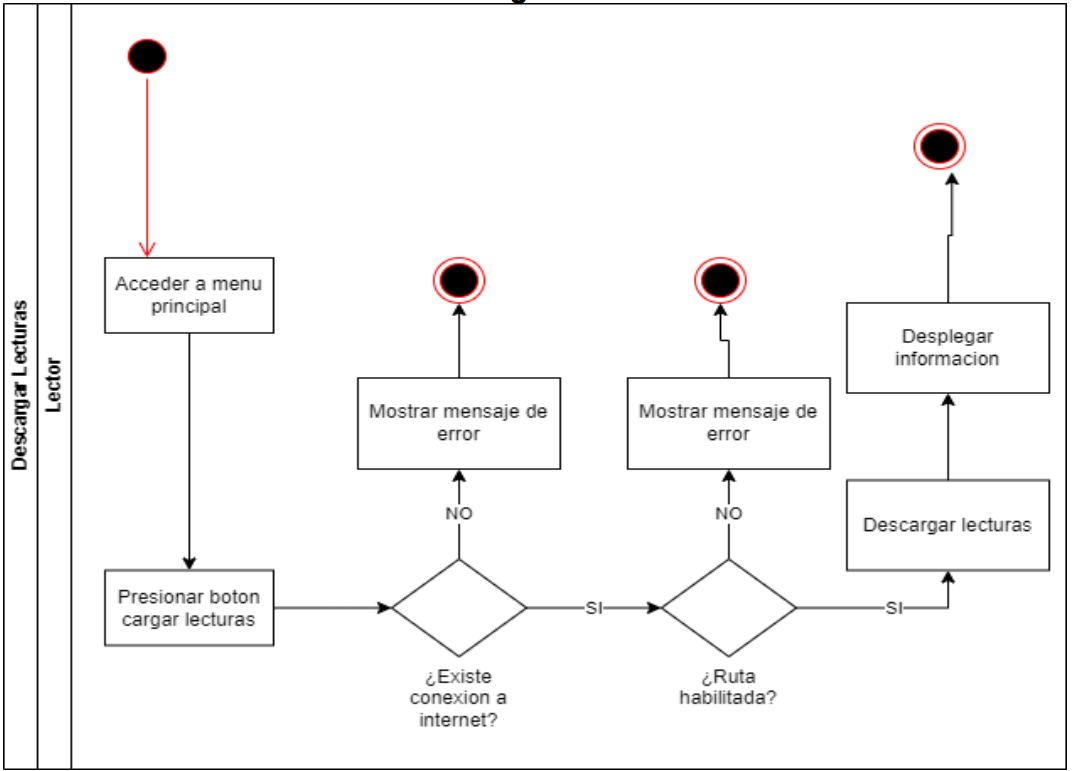 Descargar Lecturas
Lector
Acceder a menu
principal
Presionar boton
cargar lecturas
¿Existe
conexion a
internet?
NO
Mostrar mensaje de
error
SI
¿Ruta
habilitada?
NO
Mostrar mensaje de
error
SI
Descargar lecturas
Desplegar
informacion